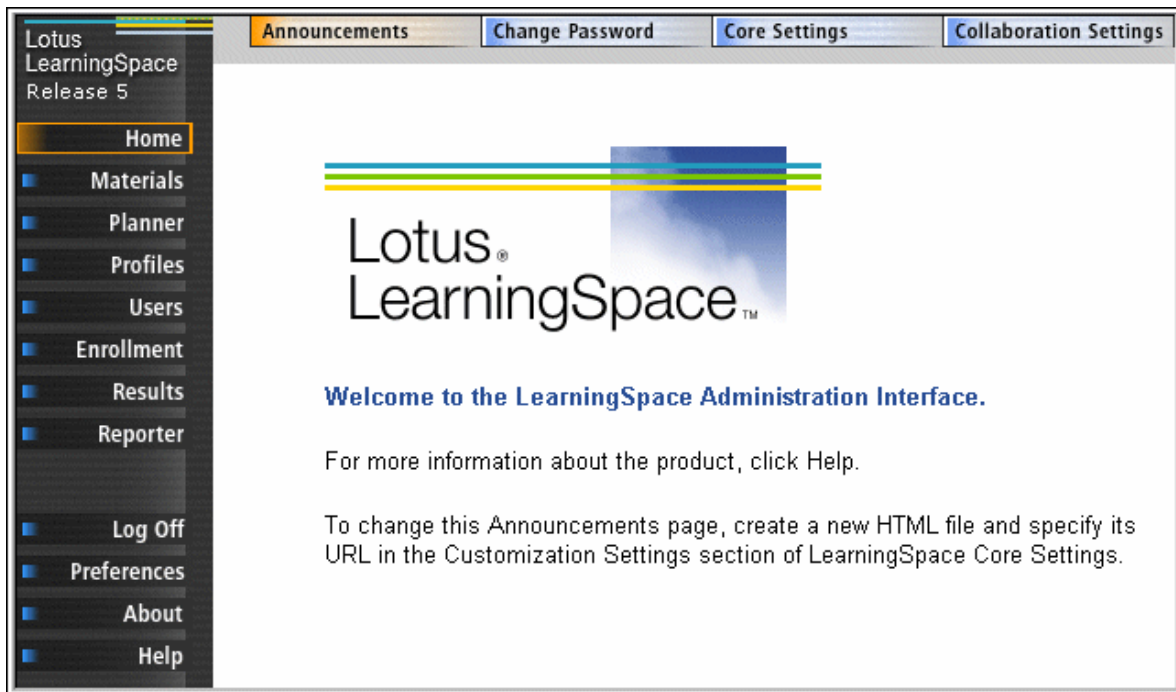 Lotus
LearningSpace
Release 5
Home
Materials
Planner
Profiles
Users
Enrollment
Results
Reporter
Log Off
Preferences
About
Help
Announcements
Change Password
Core Settings
Collaboration Settings
Lotus®
LearningSpace™
Welcome to the LearningSpace Administration Interface.
For more information about the product, click Help.
To change this Announcements page, create a new HTML file and specify its
URL in the Customization Settings section of LearningSpace Core Settings.